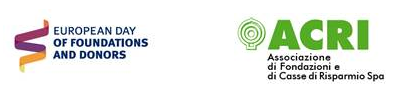 EUROPEAN DAY
OF FOUNDATIONS
AND DONORS
ACRI
Associazione
di Fondazioni e
di Casse di Risparmio Spa